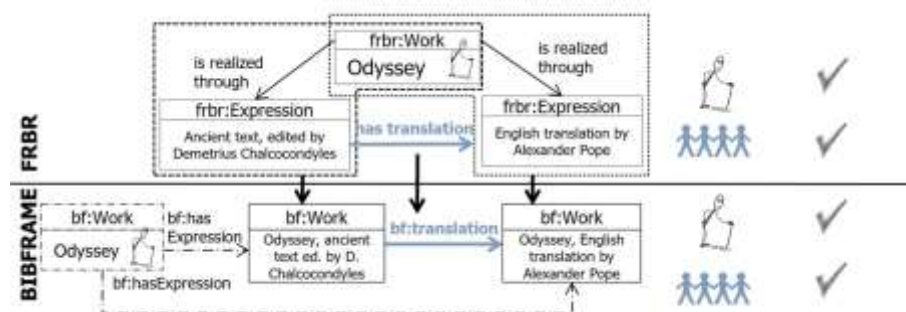 FRBR
frbr:Work
Odyssey
is realized
through
is realized
through
frbr:Expression
Ancient text, edited by
Demetrius Chalcocondyles
has translation
frbr:Expression
English translation by
Alexander Pope
BIBFRAME
bf:Work
Odyssey
bf:has
Expression
bf:hasExpression
bf:Work
Odyssey, ancient
text ed. by D.
Chalcocondyles
bf:translation
bf:Work
Odyssey, English
translation by
Alexander Pope